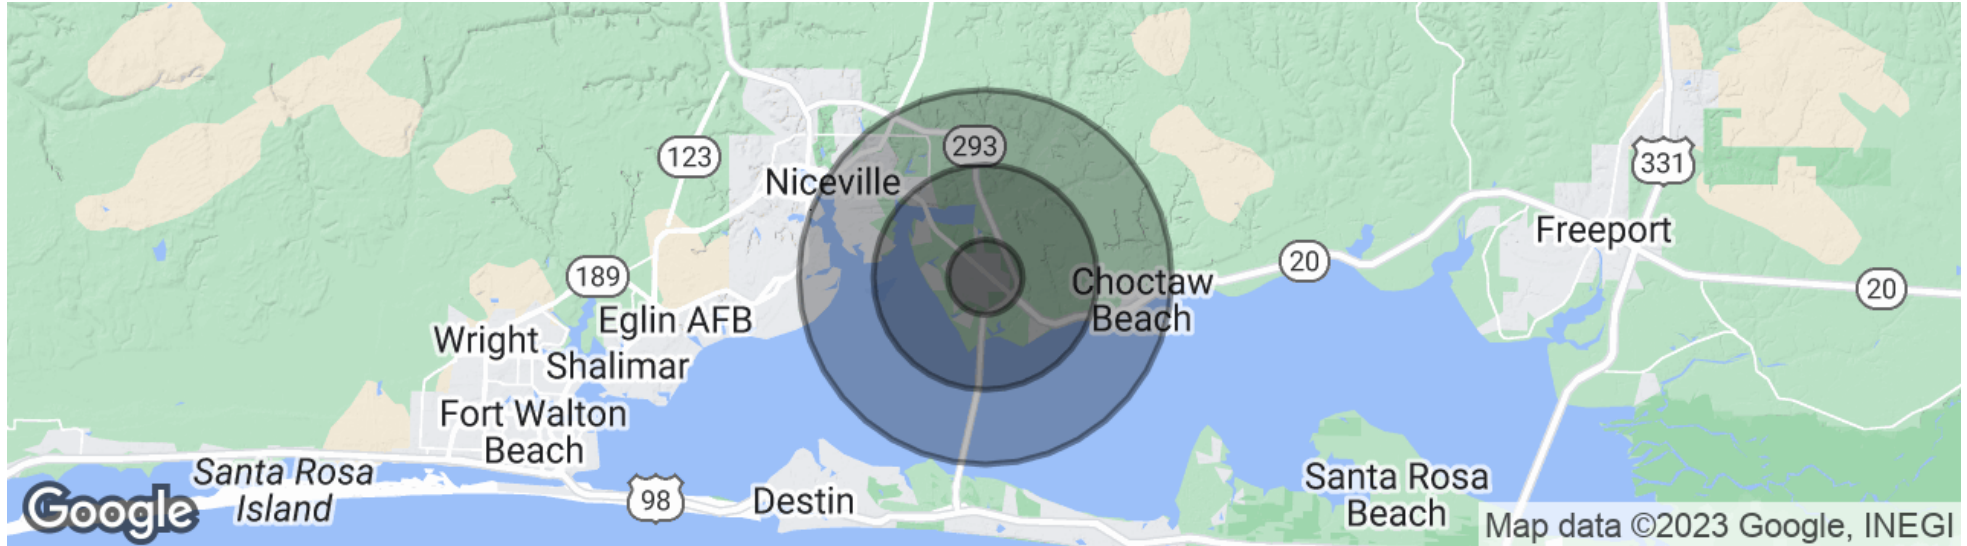 293
123
Niceville
331
Freeport
20
189
Choctaw
Beach
20
Eglin AFB
Wright
Shalimar
Fort Walton
Beach
Santa Rosa
Island
98
Destin
Santa Rosa
Beach
Google
Map data ©2023 Google, INEGI